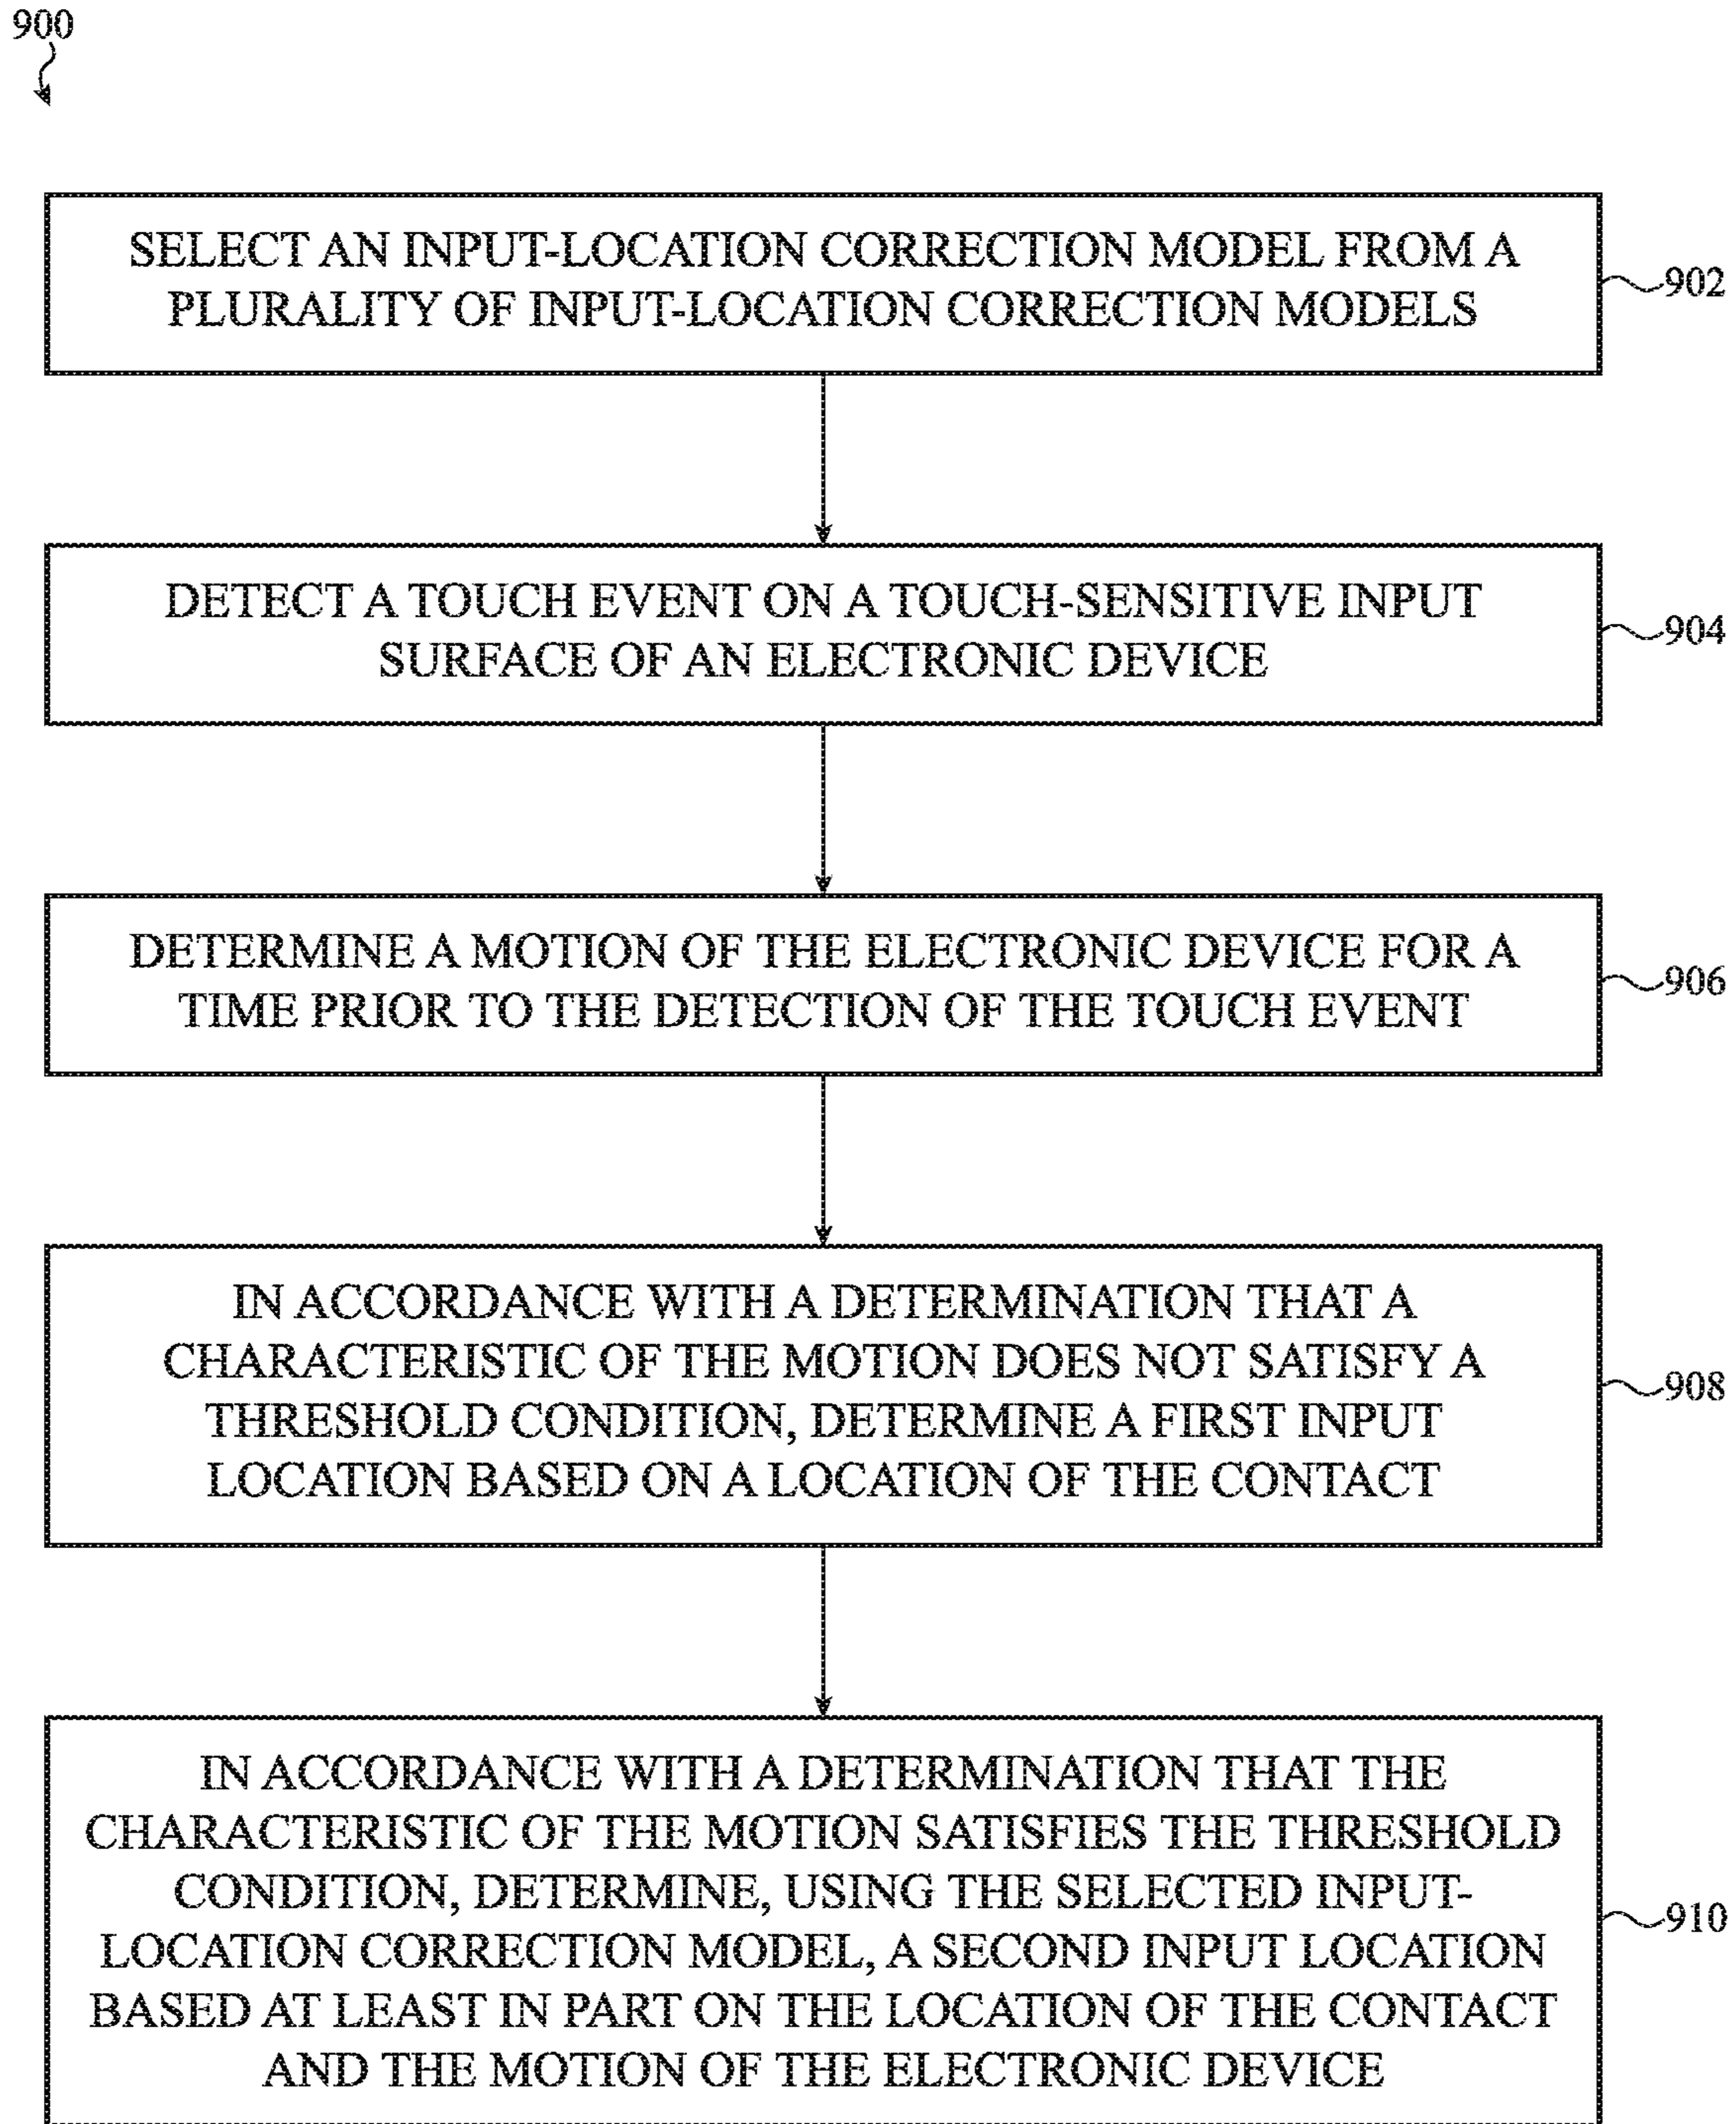 900
SELECT AN INPUT-LOCATION CORRECTION MODEL FROM A
PLURALITY OF INPUT-LOCATION CORRECTION MODELS
902
DETECT A TOUCH EVENT ON A TOUCH-SENSITIVE INPUT
SURFACE OF AN ELECTRONIC DEVICE
904
DETERMINE A MOTION OF THE ELECTRONIC DEVICE FOR A
TIME PRIOR TO THE DETECTION OF THE TOUCH EVENT
906
IN ACCORDANCE WITH A DETERMINATION THAT A
CHARACTERISTIC OF THE MOTION DOES NOT SATISFY A
THRESHOLD CONDITION, DETERMINE A FIRST INPUT
LOCATION BASED ON A LOCATION OF THE CONTACT
908
IN ACCORDANCE WITH A DETERMINATION THAT THE
CHARACTERISTIC OF THE MOTION SATISFIES THE THRESHOLD
CONDITION, DETERMINE, USING THE SELECTED INPUT-
LOCATION CORRECTION MODEL, A SECOND INPUT LOCATION
BASED AT LEAST IN PART ON THE LOCATION OF THE CONTACT
AND THE MOTION OF THE ELECTRONIC DEVICE
910